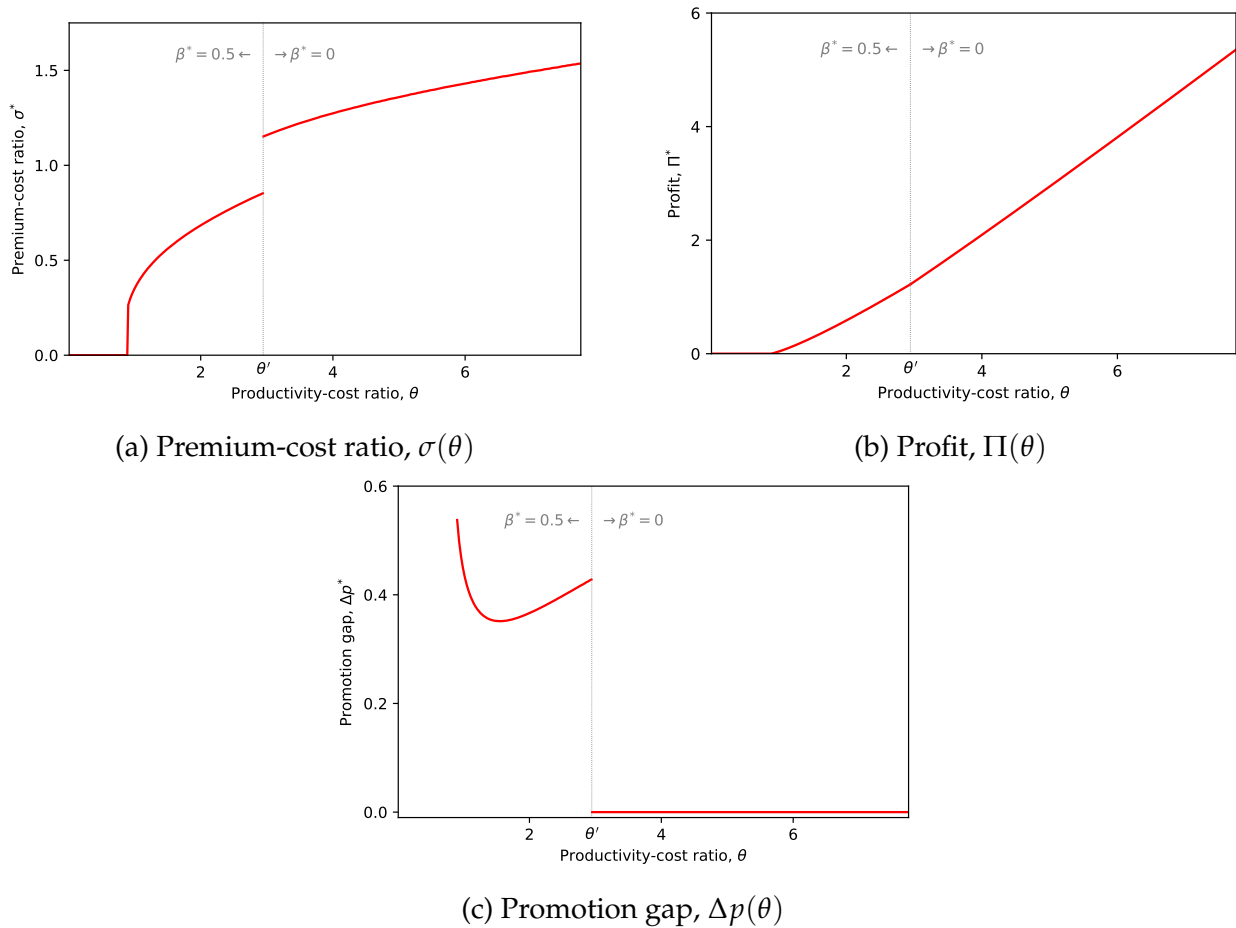 β* = 0.5 ← → β* = 0
1.5
1.0
0.5
0.0
Premium-cost ratio, σ*
2 θ′ 4 6
Productivity-cost ratio, θ
(a) Premium-cost ratio, σ(θ)
β* = 0.5 ← → β* = 0
6
4
2
0
Profit, Π*
2 θ′ 4 6
Productivity-cost ratio, θ
(b) Profit, Π(θ)
β* = 0.5 ← → β* = 0
0.6
0.4
0.2
0.0
Promotion gap, Δp*
2 θ′ 4 6
Productivity-cost ratio, θ
(c) Promotion gap, Δp(θ)